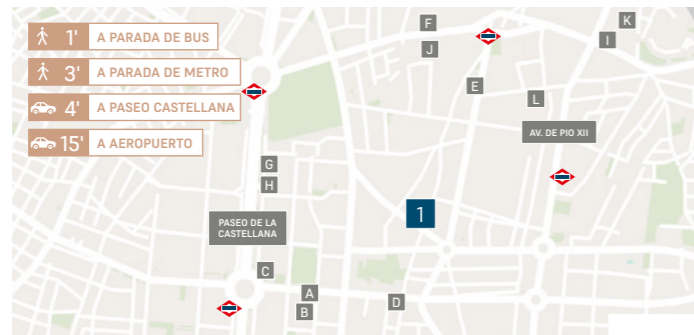 1' A PARADA DE BUS
3' A PARADA DE METRO
4' A PASEO CASTELLANA
15' A AEROPUERTO
F
K
J
I
E
L
AV. DE PIO XII
G
H
1
PASEO DE LA
CASTELLANA
C
A
B
D